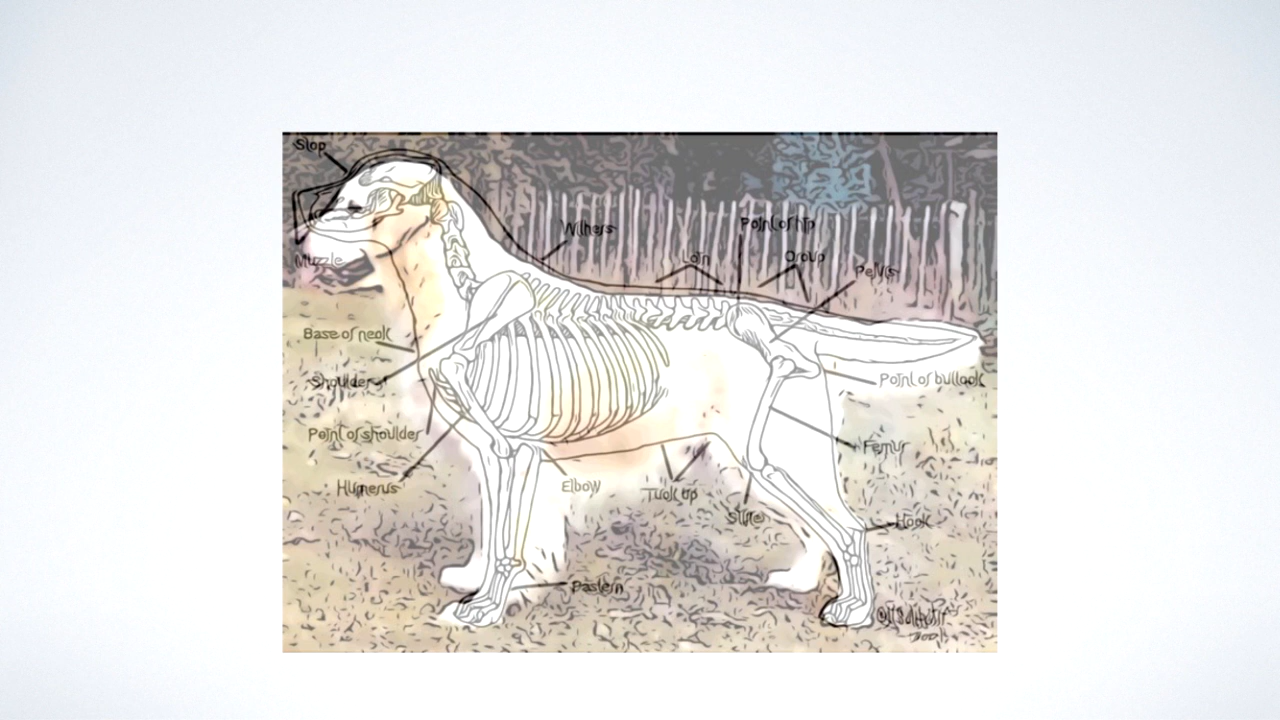 Stop
Withers
Point of hip
Loin
Croup
Pelvis
Muzzle
Base of neck
Shoulder
Point of buttock
Point of shoulder
Femur
Humerus
Elbow
Tuck up
Stifle
Hock
Pastern